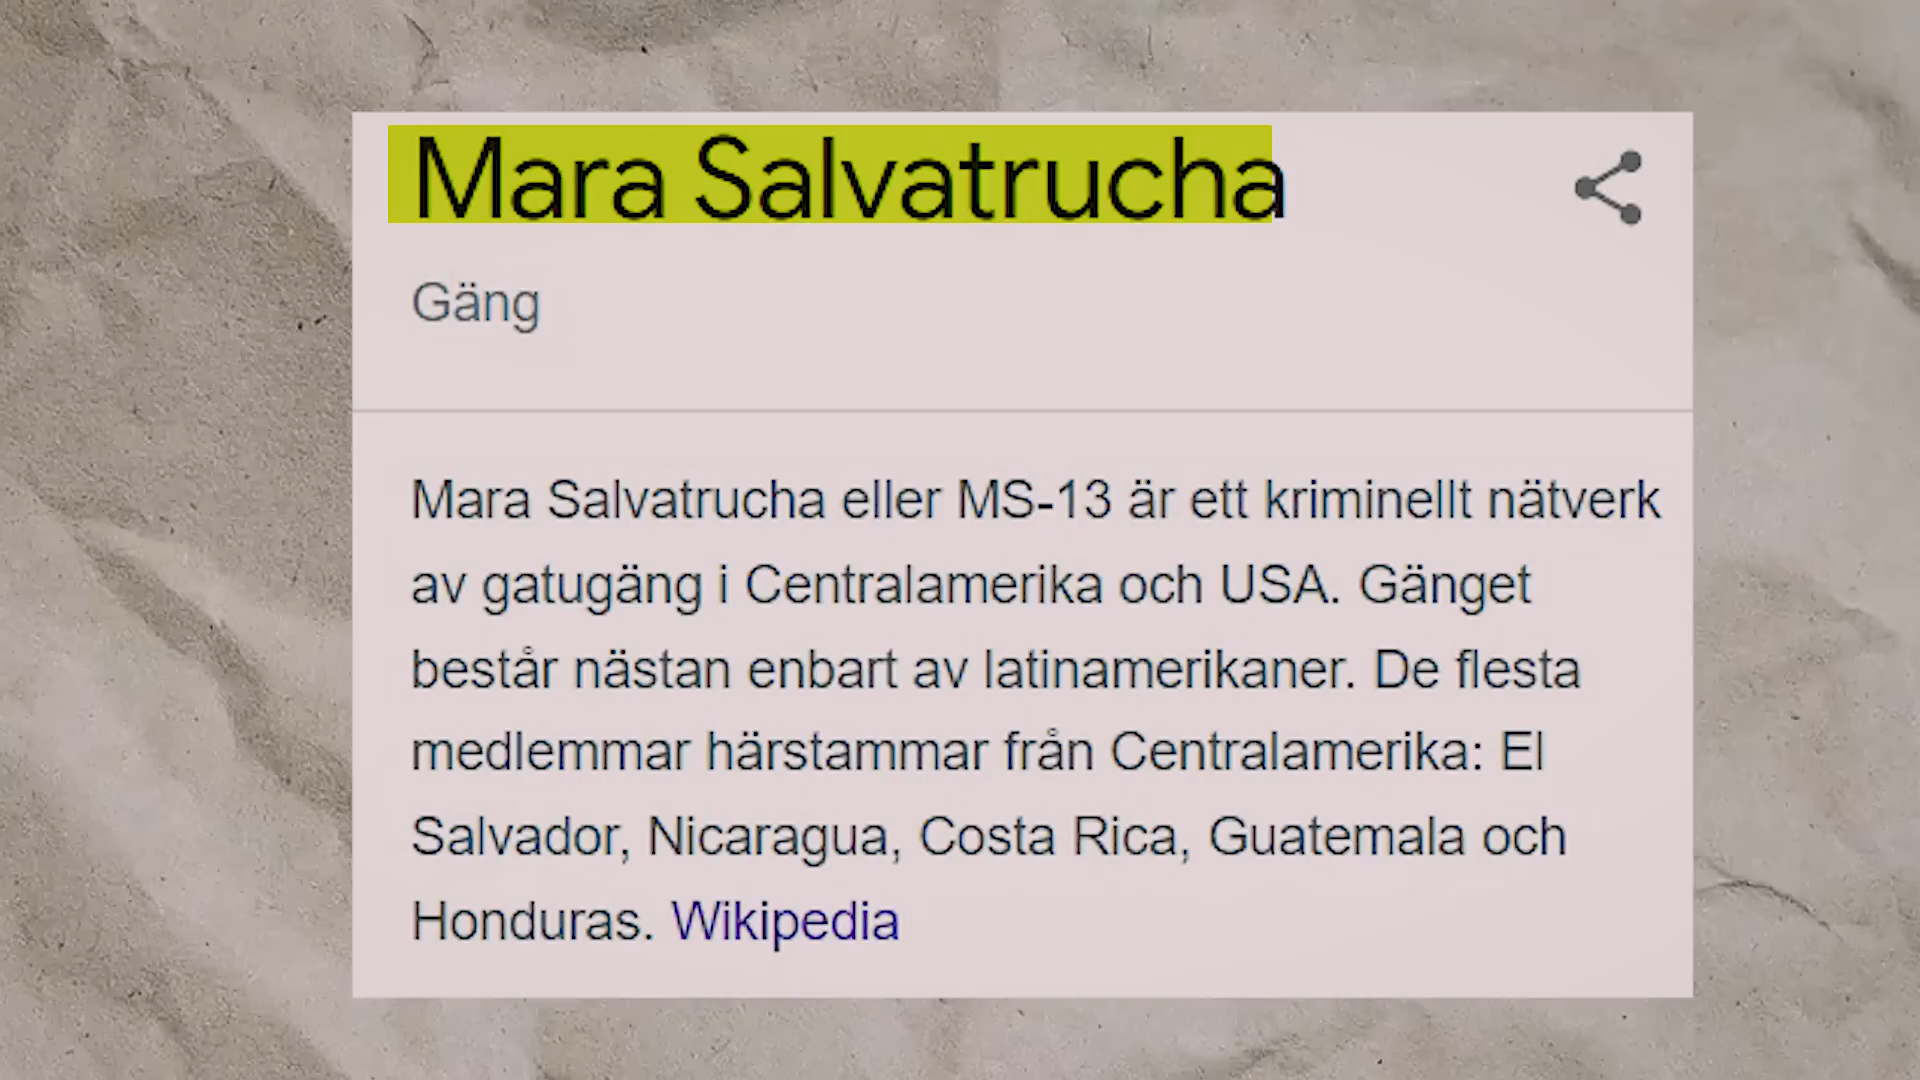 Mara Salvatrucha
Gäng
Mara Salvatrucha eller MS-13 är ett kriminellt nätverk
av gatugäng i Centralamerika och USA. Gänget
består nästan enbart av latinamerikaner. De flesta
medlemmar härstammar från Centralamerika: El
Salvador, Nicaragua, Costa Rica, Guatemala och
Honduras. Wikipedia